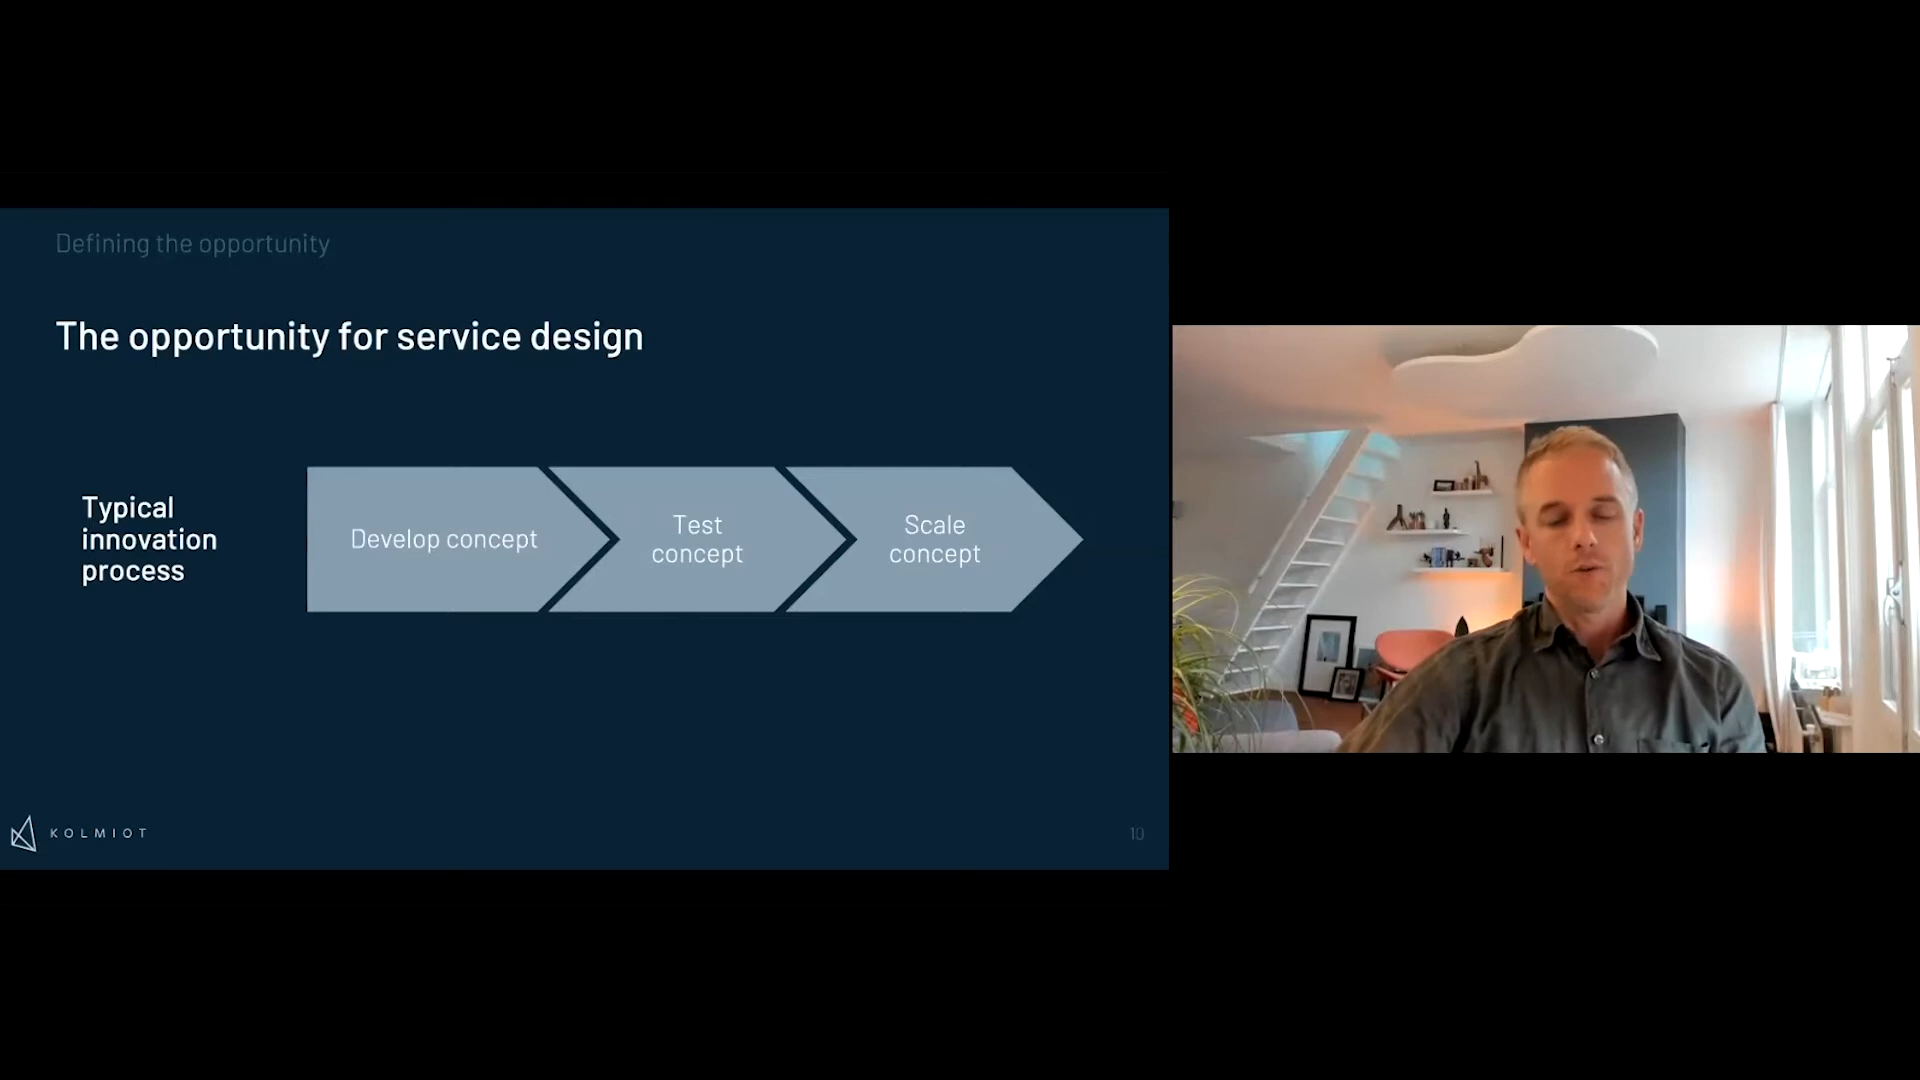 Defining the opportunity
The opportunity for service design
Typical
innovation
process
Develop concept
Test
concept
Scale
concept
KOLMIOT
10